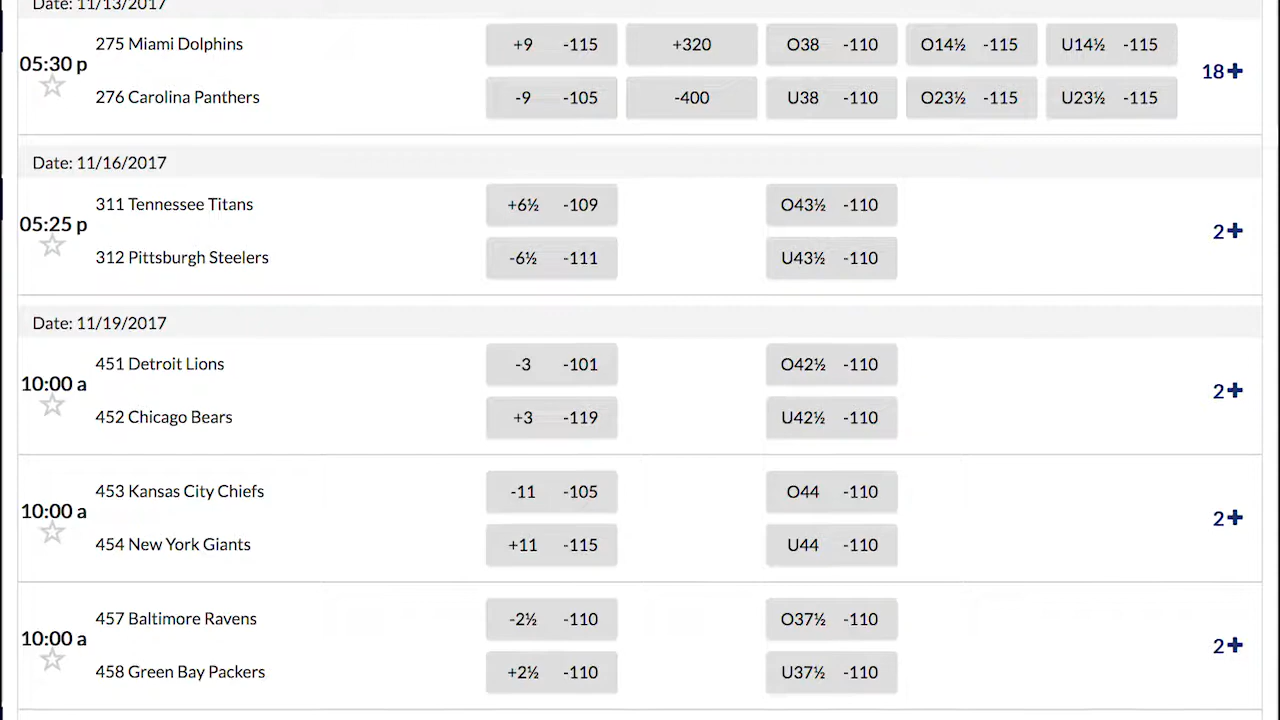 Date: 11/13/2017
275 Miami Dolphins +9 -115 +320 O38 -110 O14½ -115 U14½ -115
05:30 p 18+
276 Carolina Panthers -9 -105 -400 U38 -110 O23½ -115 U23½ -115
Date: 11/16/2017
311 Tennessee Titans +6½ -109 O43½ -110
05:25 p 2+
312 Pittsburgh Steelers -6½ -111 U43½ -110
Date: 11/19/2017
451 Detroit Lions -3 -101 O42½ -110
10:00 a 2+
452 Chicago Bears +3 -119 U42½ -110
453 Kansas City Chiefs -11 -105 O44 -110
10:00 a 2+
454 New York Giants +11 -115 U44 -110
457 Baltimore Ravens -2½ -110 O37½ -110
10:00 a 2+
458 Green Bay Packers +2½ -110 U37½ -110